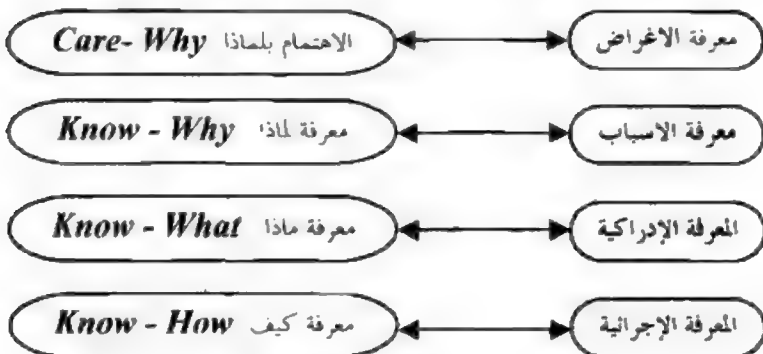 Care- Why الاهتمام بلماذا
معرفة الاغراض
Know - Why معرفة لماذا
معرفة الاسباب
Know - What معرفة ماذا
المعرفة الإدراكية
Know - How معرفة كيف
المعرفة الإجرائية